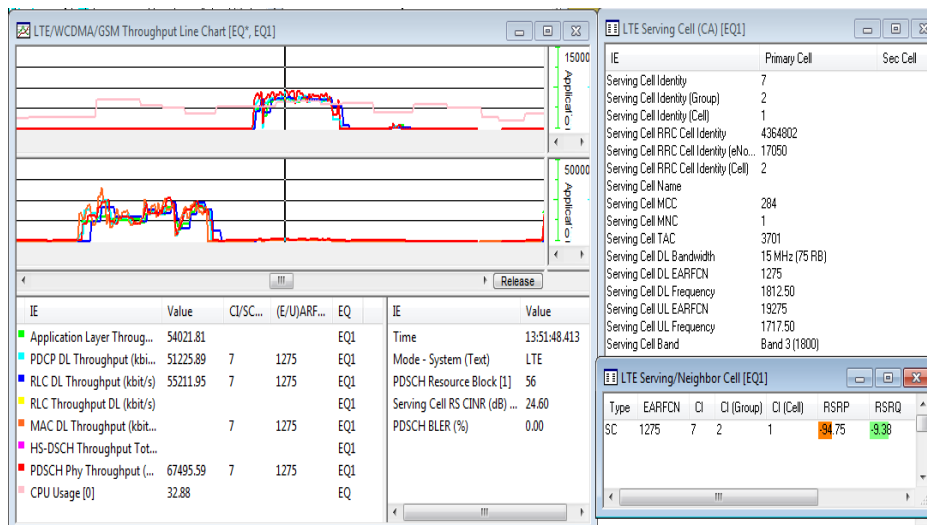 LTE/WCDMA/GSM Throughput Line Chart [EQ*, EQ1]
15000
50000
Release
IE Value CI/SC... (E/U)ARF... EQ
Application Layer Throug... 54021.81 EQ1
PDCP DL Throughput (kbi... 51225.89 7 1275 EQ1
RLC DL Throughput (kbit/s) 55211.95 7 1275 EQ1
RLC Throughput DL (kbit/s) EQ1
MAC DL Throughput (kbit... 7 1275 EQ1
HS-DSCH Throughput Tot... EQ1
PDSCH Phy Throughput (... 67495.59 7 1275 EQ1
CPU Usage [0] 32.88 EQ
IE Value
Time 13:51:48.413
Mode - System (Text) LTE
PDSCH Resource Block [1] 56
Serving Cell RS CINR (dB) ... 24.60
PDSCH BLER (%) 0.00
LTE Serving Cell (CA) [EQ1]
IE Primary Cell Sec Cell
Serving Cell Identity 7
Serving Cell Identity (Group) 2
Serving Cell Identity (Cell) 1
Serving Cell RRC Cell Identity 4364802
Serving Cell RRC Cell Identity (eNo... 17050
Serving Cell RRC Cell Identity (Cell) 2
Serving Cell Name
Serving Cell MCC 284
Serving Cell MNC 1
Serving Cell TAC 3701
Serving Cell DL Bandwidth 15 MHz (75 RB)
Serving Cell DL EARFCN 1275
Serving Cell DL Frequency 1812.50
Serving Cell UL EARFCN 19275
Serving Cell UL Frequency 1717.50
Serving Cell Band Band 3 (1800)
LTE Serving/Neighbor Cell [EQ1]
Type EARFCN CI CI (Group) CI (Cell) RSRP RSRQ
SC 1275 7 2 1 -94.75 -9.38